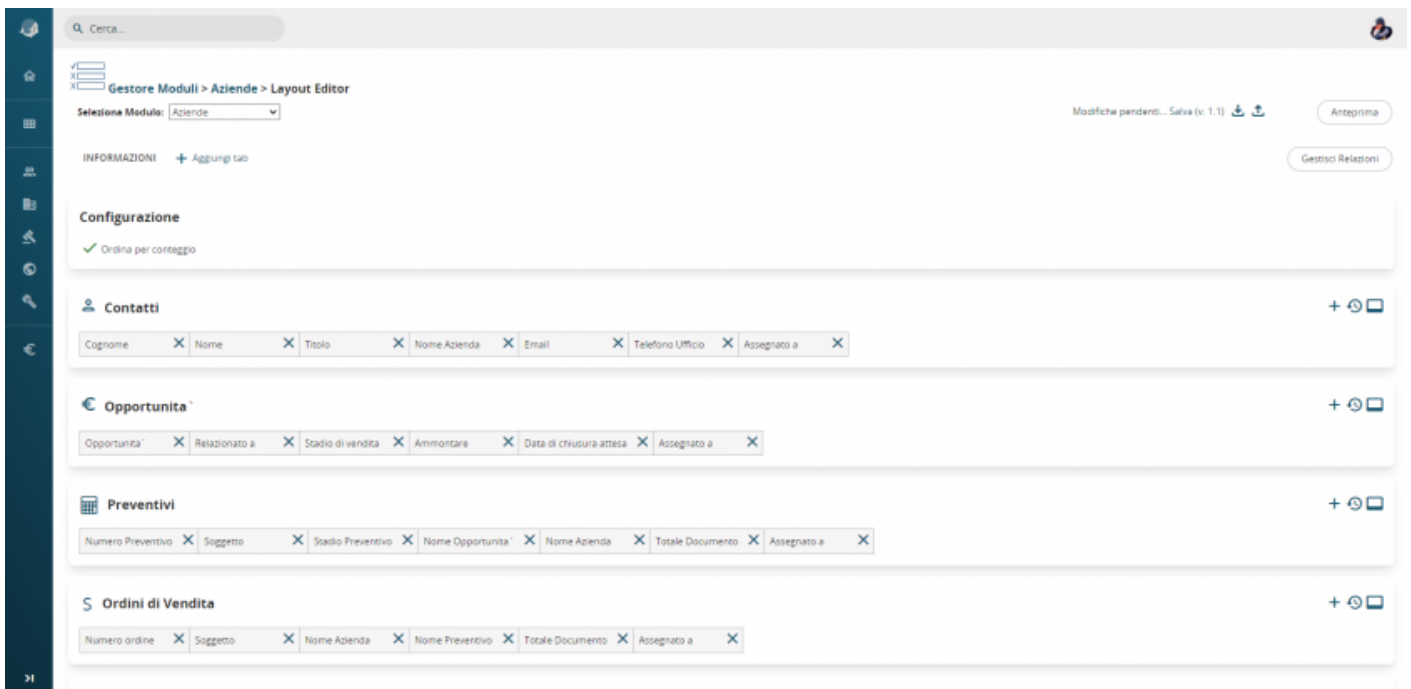 Cerca...
Gestore Moduli > Aziende > Layout Editor
Seleziona Modulo: Aziende
Modifiche pendenti... Salva (v. 1.1)
Anteprima
INFORMAZIONI + Aggiungi tab
Gestisci Relazioni
Configurazione
Ordina per conteggio
Contatti
Cognome Nome Titolo Nome Azienda Email Telefono Ufficio Assegnato a
€ Opportunita`
Opportunita` Relazionato a Stadio di vendita Ammontare Data di chiusura attesa Assegnato a
Preventivi
Numero Preventivo Soggetto Stadio Preventivo Nome Opportunita` Nome Azienda Totale Documento Assegnato a
S Ordini di Vendita
Numero ordine Soggetto Nome Azienda Nome Preventivo Totale Documento Assegnato a